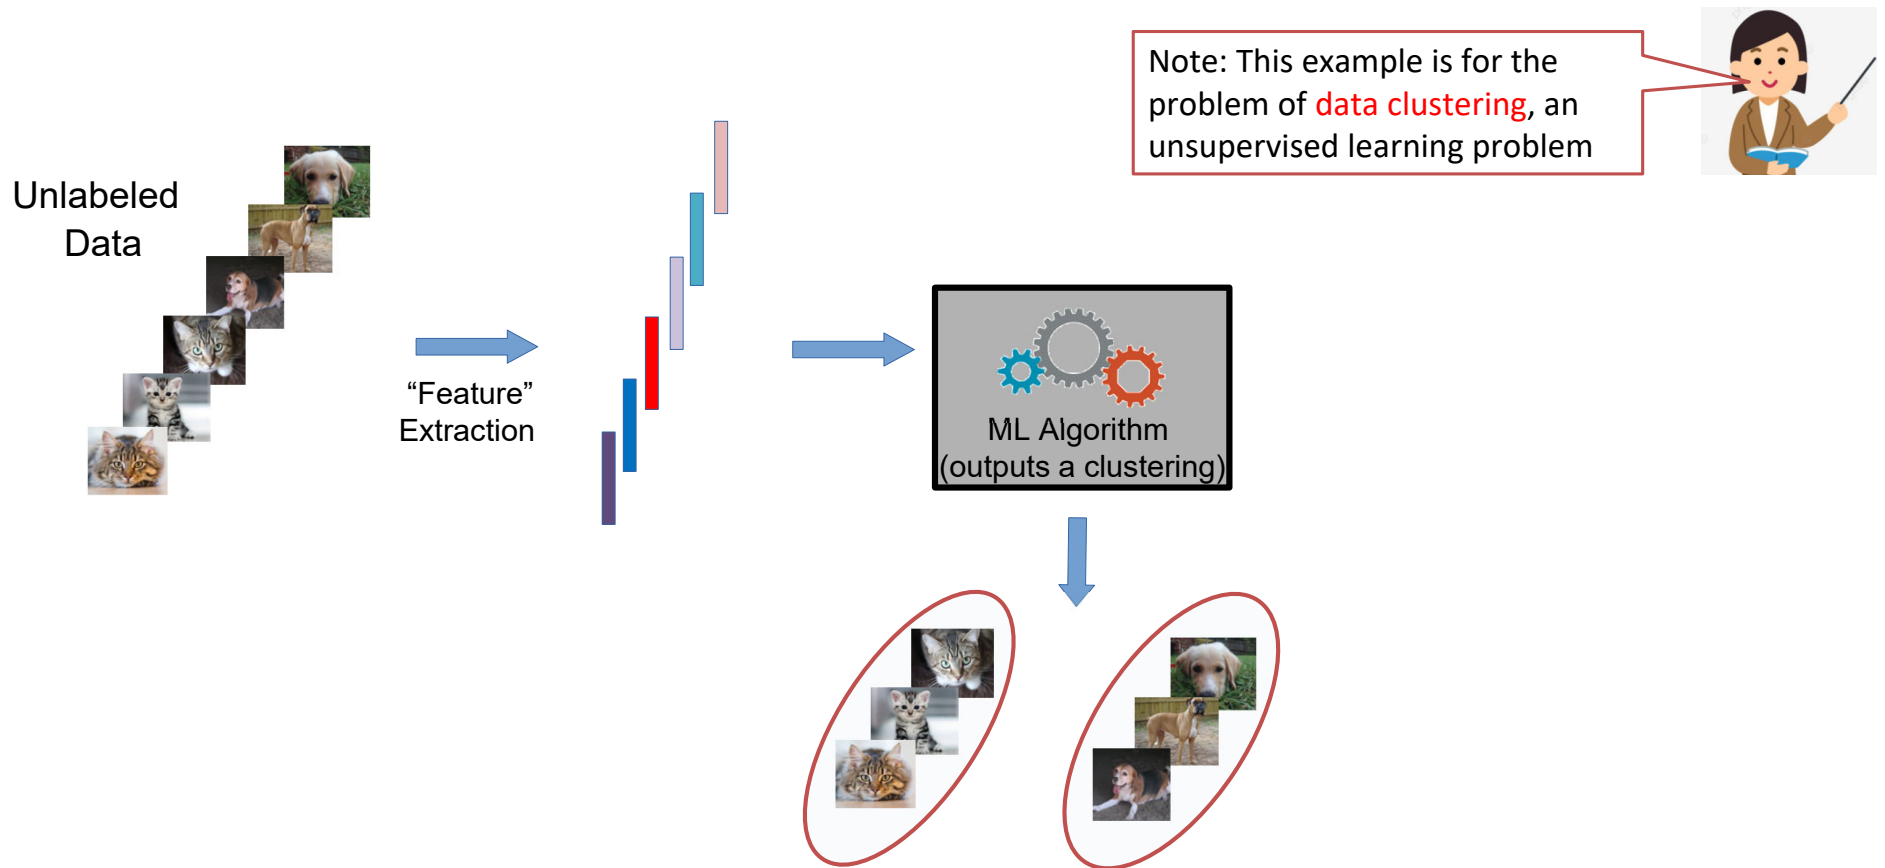 Note: This example is for the
problem of data clustering, an
unsupervised learning problem
Unlabeled
Data
“Feature”
Extraction
ML Algorithm
(outputs a clustering)